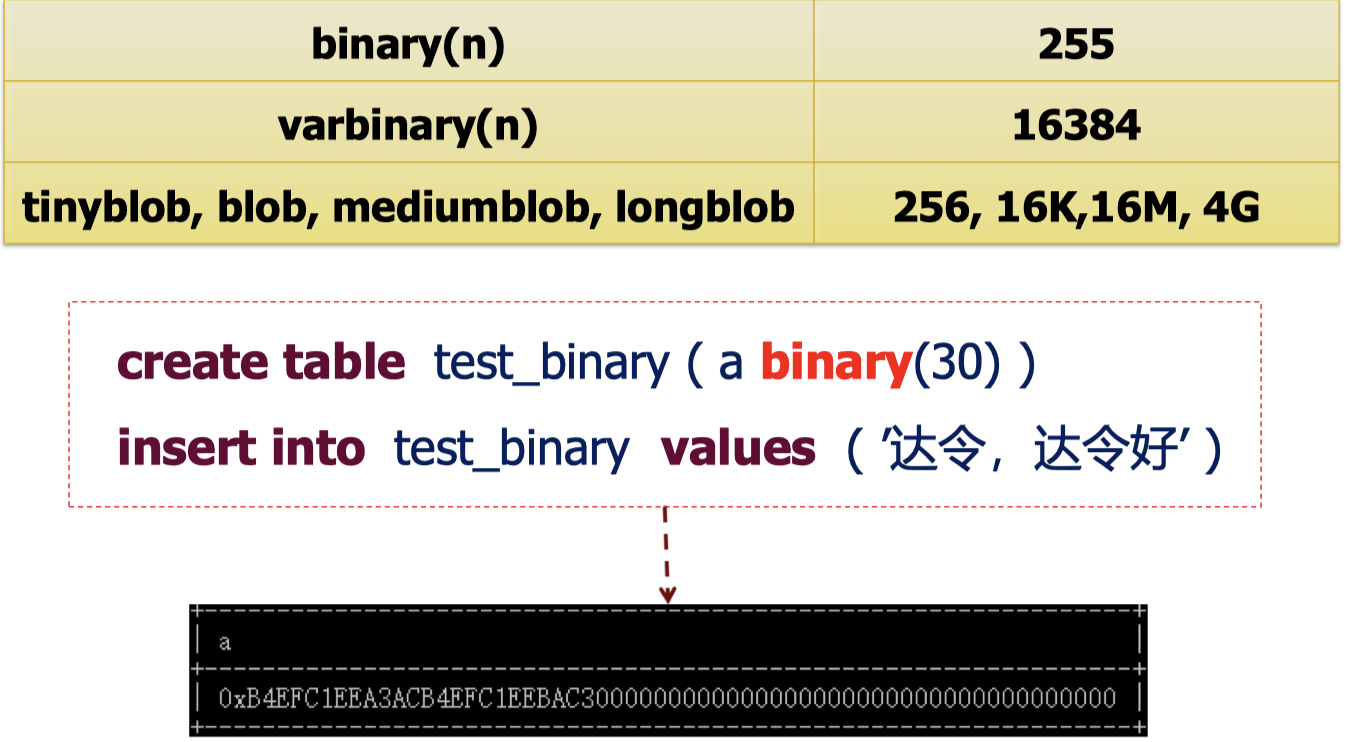 binary(n) 255
varbinary(n) 16384
tinyblob, blob, mediumblob, longblob 256, 16K,16M, 4G
create table test_binary ( a binary(30) )
insert into test_binary values ( ′达令，达令好′ )
a
0xB4EFC1EEA3ACB4EFC1EEBAC3000000000000000000000000000000000000